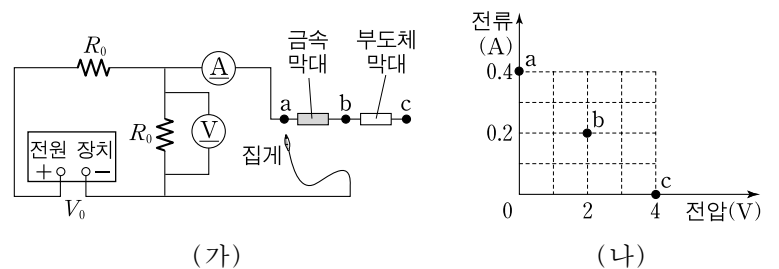 R₀
A
금속
막대
부도체
막대
a
b
c
R₀
V
집게
전원 장치
+ −
V₀
(가)
전류
(A)
0.4
a
0.2
b
c
0
2
4
전압(V)
(나)